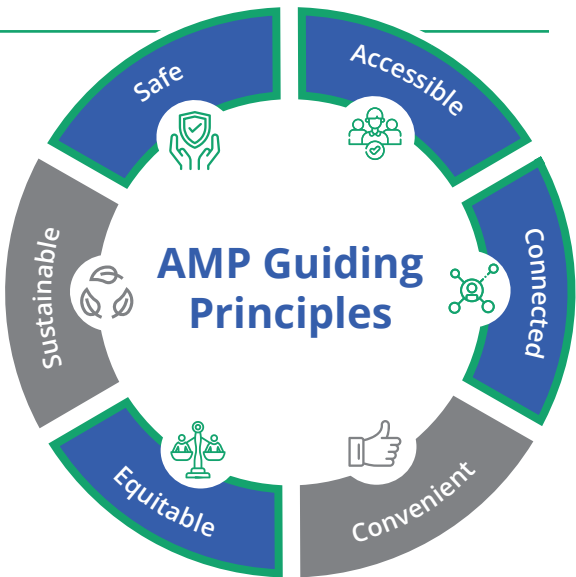 Safe
Accessible
Connected
Convenient
Equitable
Sustainable
AMP Guiding
Principles